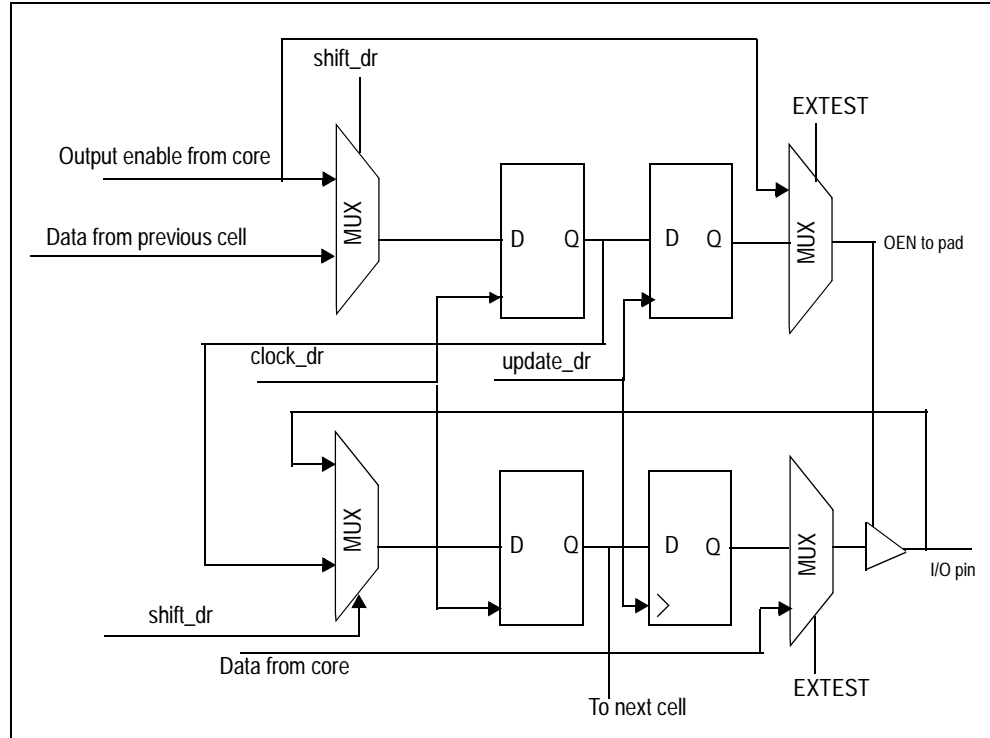 shift_dr
EXTEST
Output enable from core
MUX
MUX
D Q
D Q
Data from previous cell
OEN to pad
clock_dr
update_dr
MUX
D Q
D Q
MUX
I/O pin
shift_dr
Data from core
EXTEST
To next cell